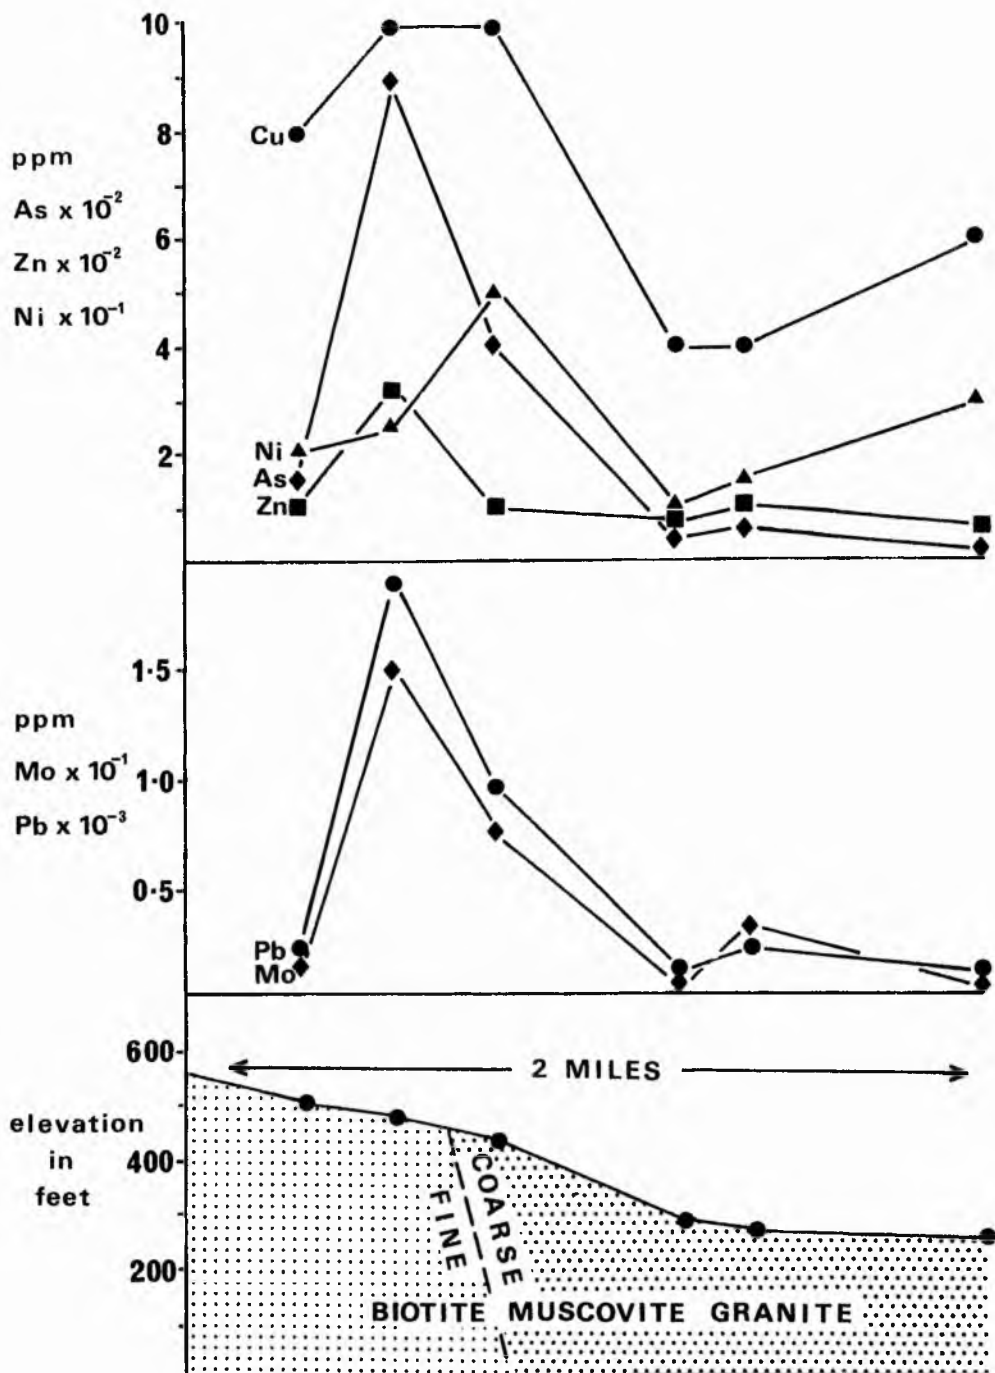 10
8
6
4
2
ppm
As x 10⁻²
Zn x 10⁻²
Ni x 10⁻¹
Cu
Ni
As
Zn
1·5
1·0
0·5
ppm
Mo x 10⁻¹
Pb x 10⁻³
Pb
Mo
600
400
200
elevation
in
feet
2 MILES
FINE
COARSE
BIOTITE MUSCOVITE GRANITE